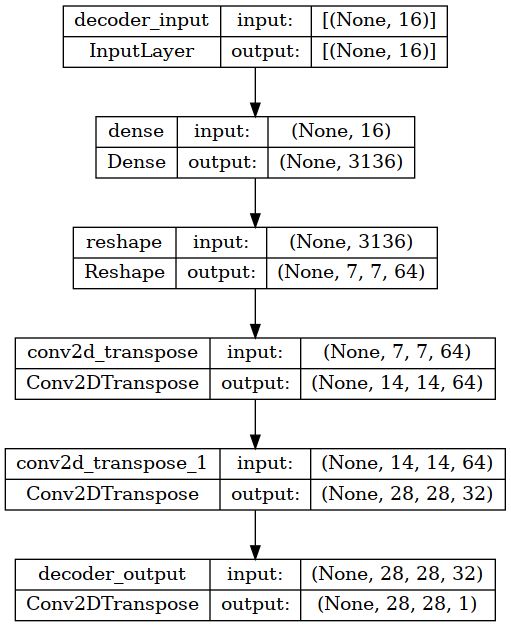 decoder_input input: [(None, 16)]
InputLayer output: [(None, 16)]
dense input: (None, 16)
Dense output: (None, 3136)
reshape input: (None, 3136)
Reshape output: (None, 7, 7, 64)
conv2d_transpose input: (None, 7, 7, 64)
Conv2DTranspose output: (None, 14, 14, 64)
conv2d_transpose_1 input: (None, 14, 14, 64)
Conv2DTranspose output: (None, 28, 28, 32)
decoder_output input: (None, 28, 28, 32)
Conv2DTranspose output: (None, 28, 28, 1)